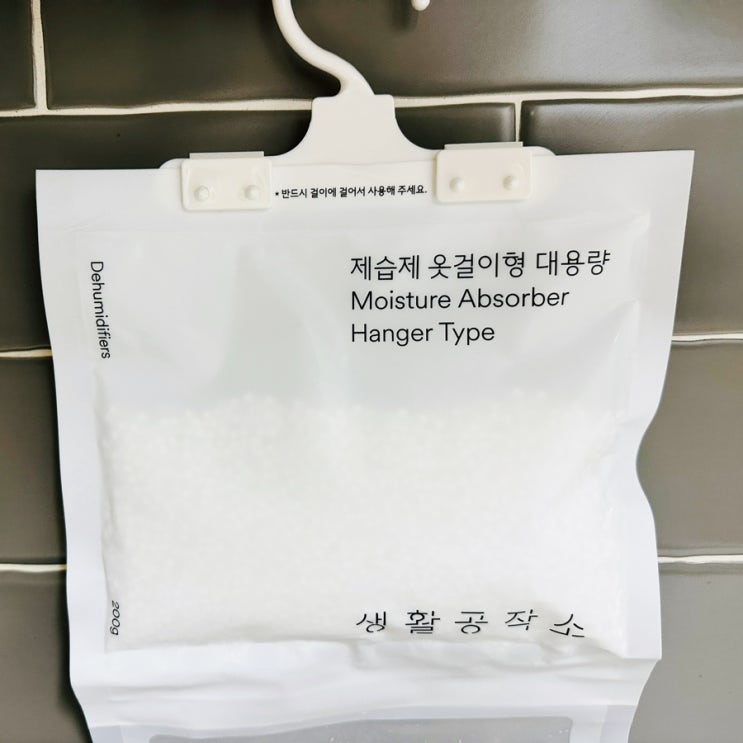 * 반드시 걸이에 걸어서 사용해 주세요.
제습제 옷걸이형 대용량
Moisture Absorber
Hanger Type
Dehumidifiers
200g
생활공작소